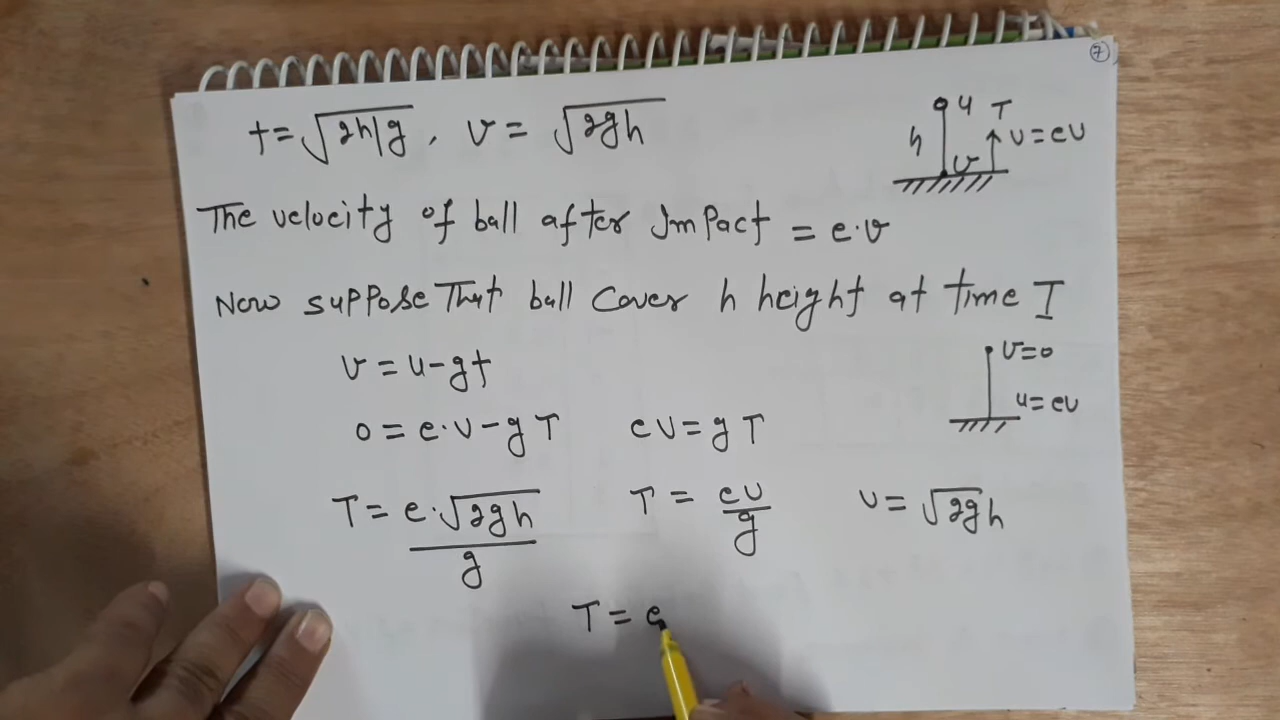 7
t = √2h/g , v = √2gh
h u T
v v = ev
The velocity of ball after Impact = e·v
Now suppose That ball Cover h height at time T
v = u - gt
v=0
u=ev
0 = e·v - gT ev = gT
T = e·√2gh / g T = ev / g v = √2gh
T = e